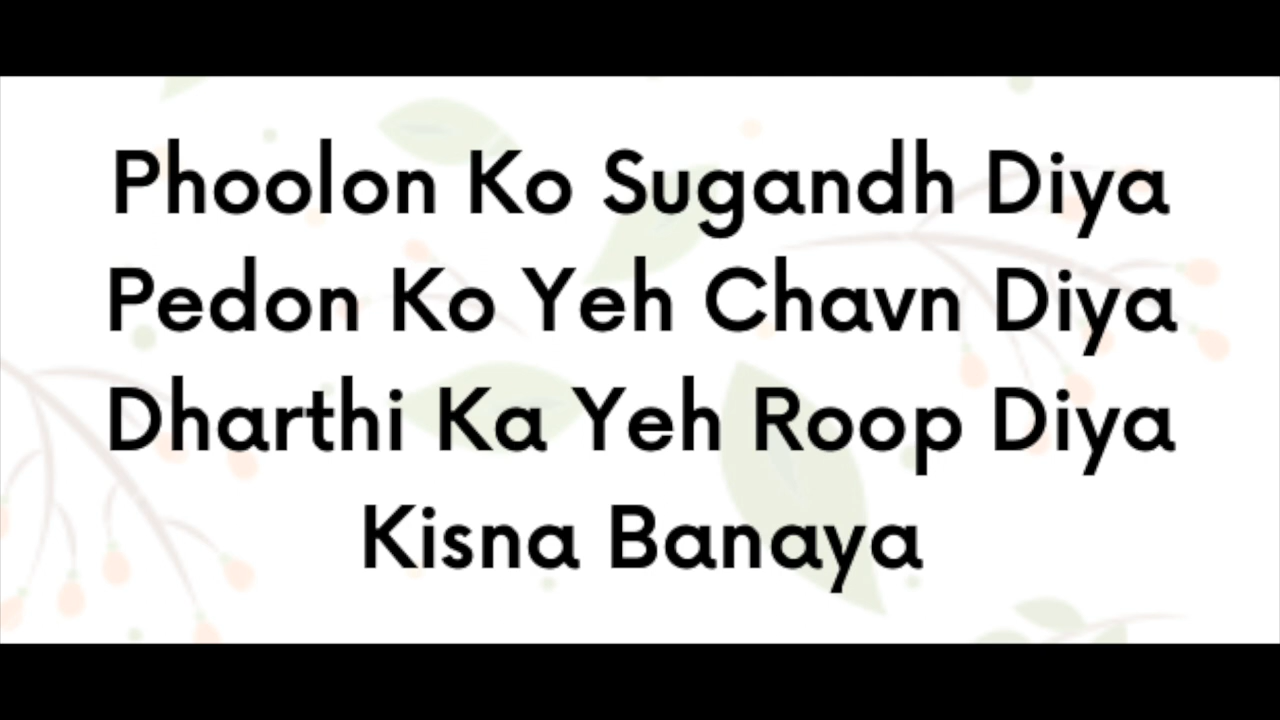 Phoolon Ko Sugandh Diya
Pedon Ko Yeh Chavn Diya
Dharthi Ka Yeh Roop Diya
Kisna Banaya